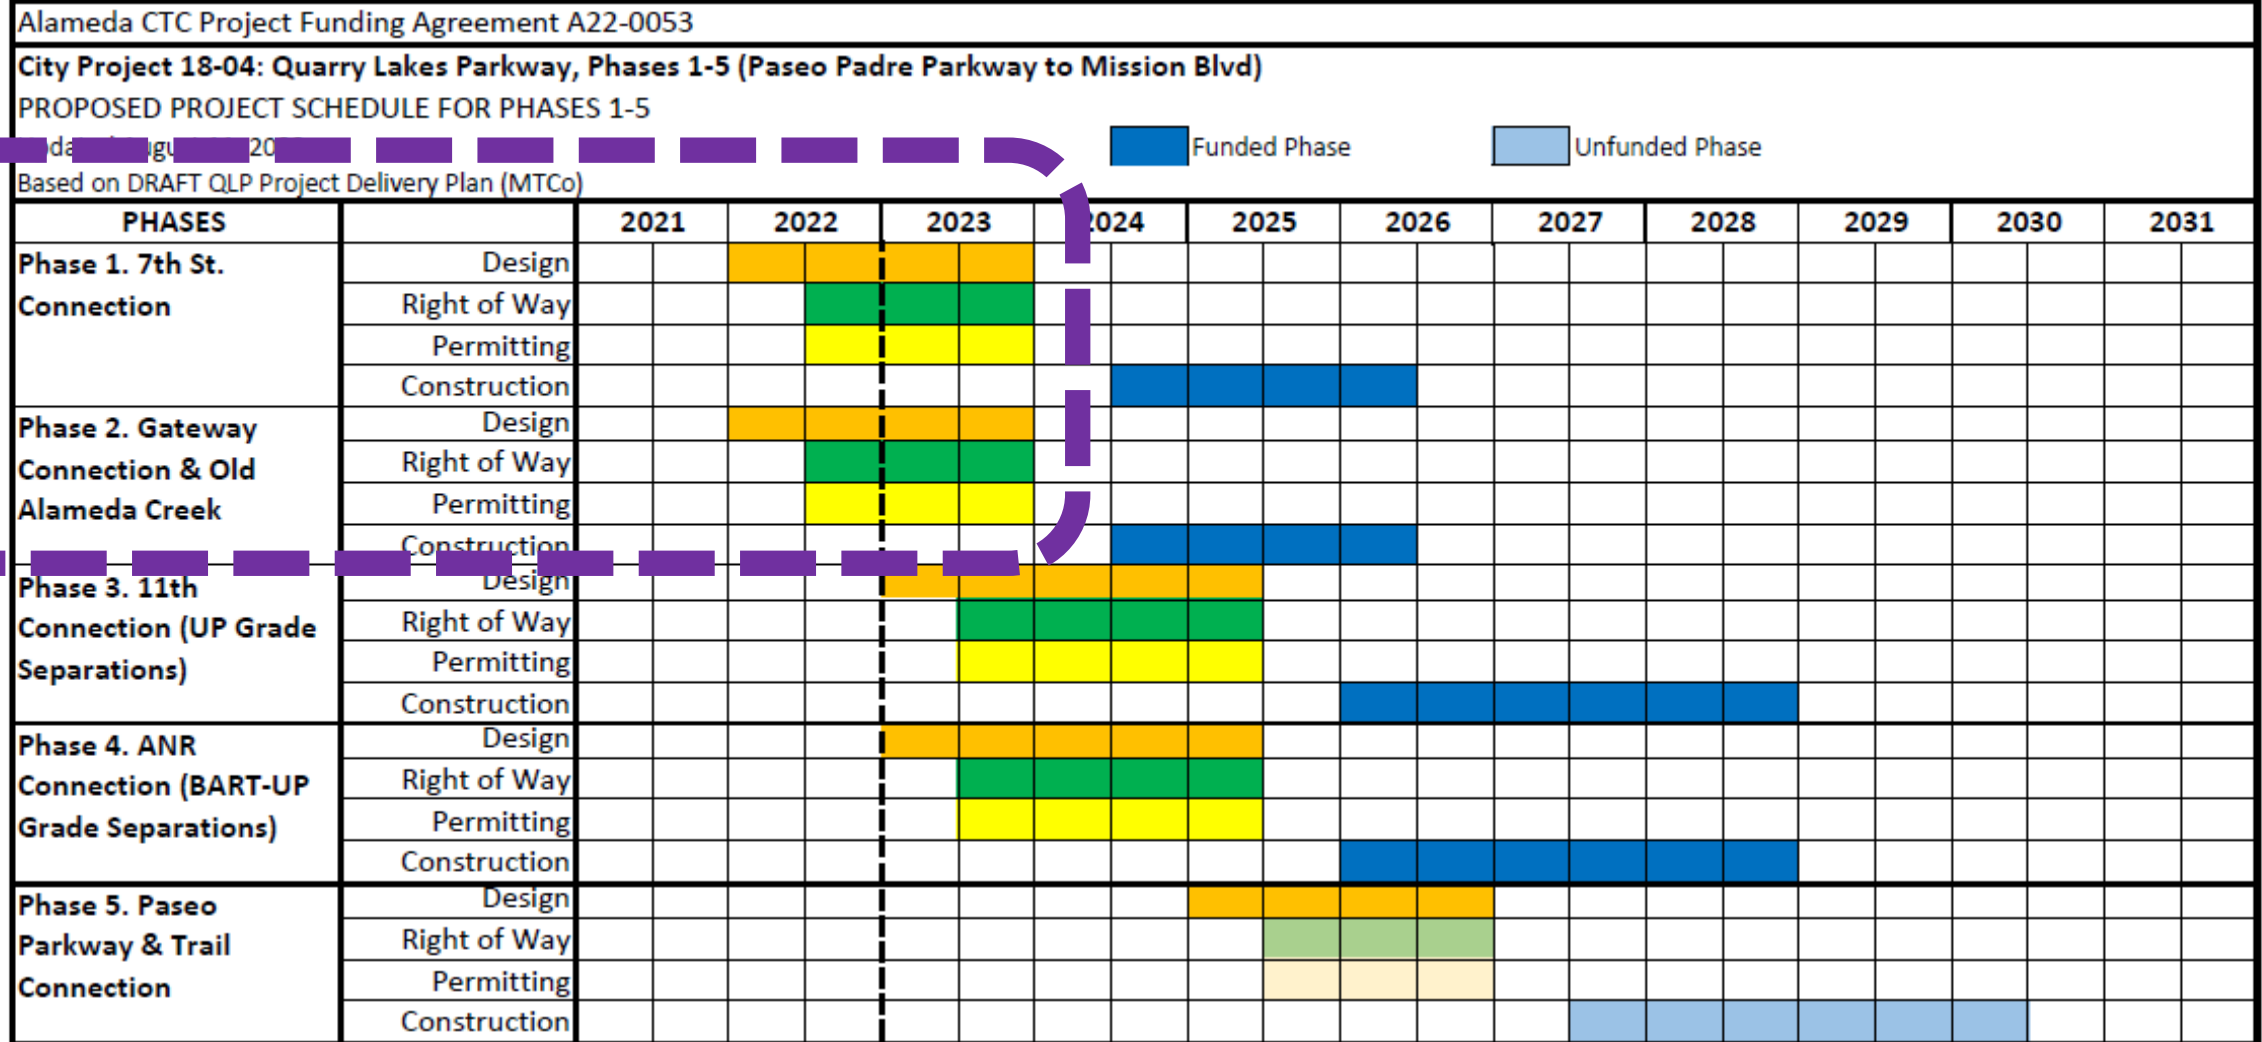 Alameda CTC Project Funding Agreement A22-0053
City Project 18-04: Quarry Lakes Parkway, Phases 1-5 (Paseo Padre Parkway to Mission Blvd)
PROPOSED PROJECT SCHEDULE FOR PHASES 1-5
Funded Phase Unfunded Phase
Based on DRAFT QLP Project Delivery Plan (MTCo)
PHASES 2021 2022 2023 2024 2025 2026 2027 2028 2029 2030 2031
Phase 1. 7th St. Design
Connection Right of Way
Permitting
Construction
Phase 2. Gateway Design
Connection & Old Right of Way
Alameda Creek Permitting
Construction
Phase 3. 11th Design
Connection (UP Grade Right of Way
Separations) Permitting
Construction
Phase 4. ANR Design
Connection (BART-UP Right of Way
Grade Separations) Permitting
Construction
Phase 5. Paseo Design
Parkway & Trail Right of Way
Connection Permitting
Construction